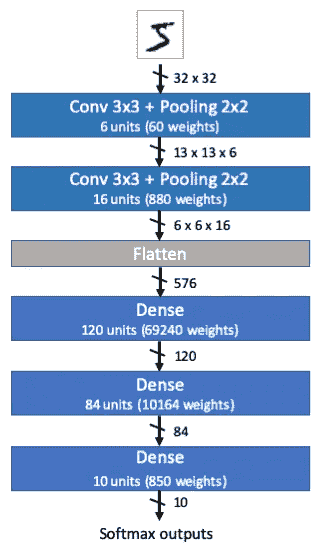 5
32 x 32
Conv 3x3 + Pooling 2x2
6 units (60 weights)
13 x 13 x 6
Conv 3x3 + Pooling 2x2
16 units (880 weights)
6 x 6 x 16
Flatten
576
Dense
120 units (69240 weights)
120
Dense
84 units (10164 weights)
84
Dense
10 units (850 weights)
10
Softmax outputs